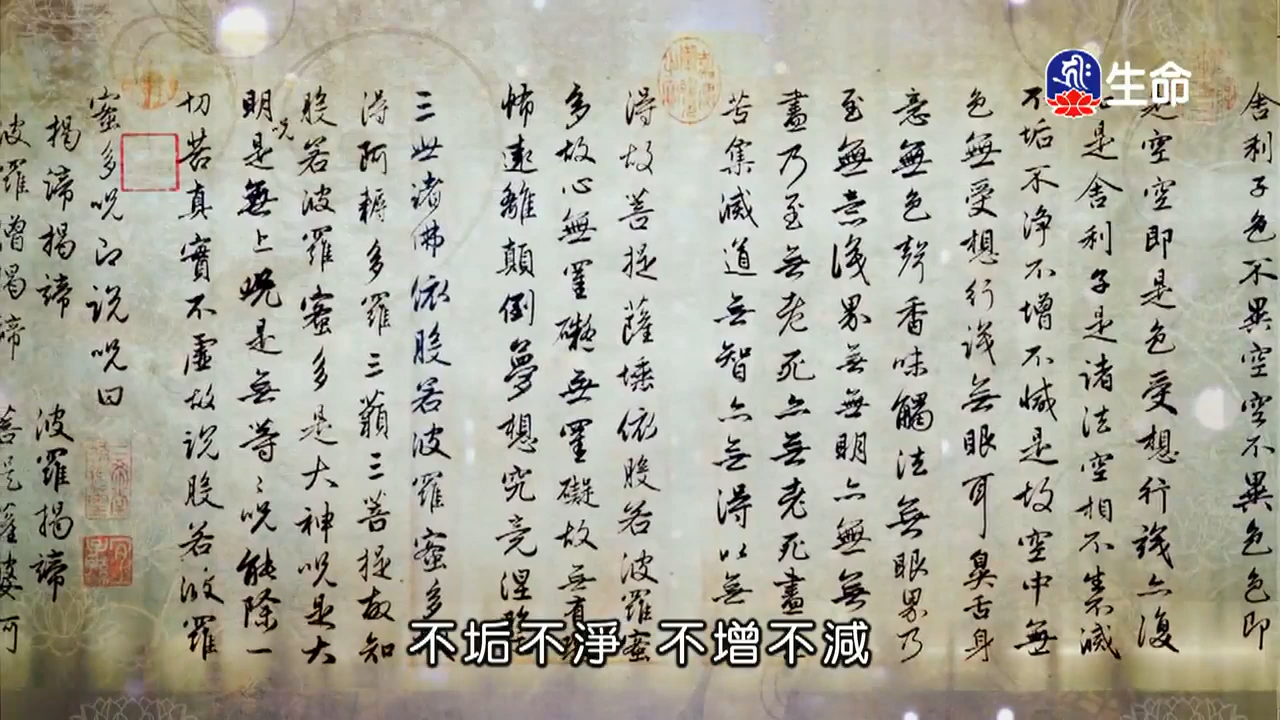 生命
舍利子色不異空空不異色色即
是空空即是色受想行識亦復
是舍利子是諸法空相不生不滅
不垢不淨不增不減是故空中無
色無受想行識無眼耳鼻舌身
意無色聲香味觸法無眼界乃
至無意識界無無明亦無無
盡乃至無老死亦無老死盡
苦集滅道無智亦無得以無
得故菩提薩埵依般若波羅蜜
多故心無罣礙無罣礙故無有
怖遠離顛倒夢想究竟涅槃
三世諸佛依般若波羅蜜多
得阿耨多羅三藐三菩提故知
般若波羅蜜多是大神咒是大
明咒是無上咒是無等〻咒能除一
切苦真實不虛故說般若波羅
蜜多咒即說咒曰
揭諦揭諦 波羅揭諦
波羅僧揭諦 菩提薩婆
不垢不淨 不增不減